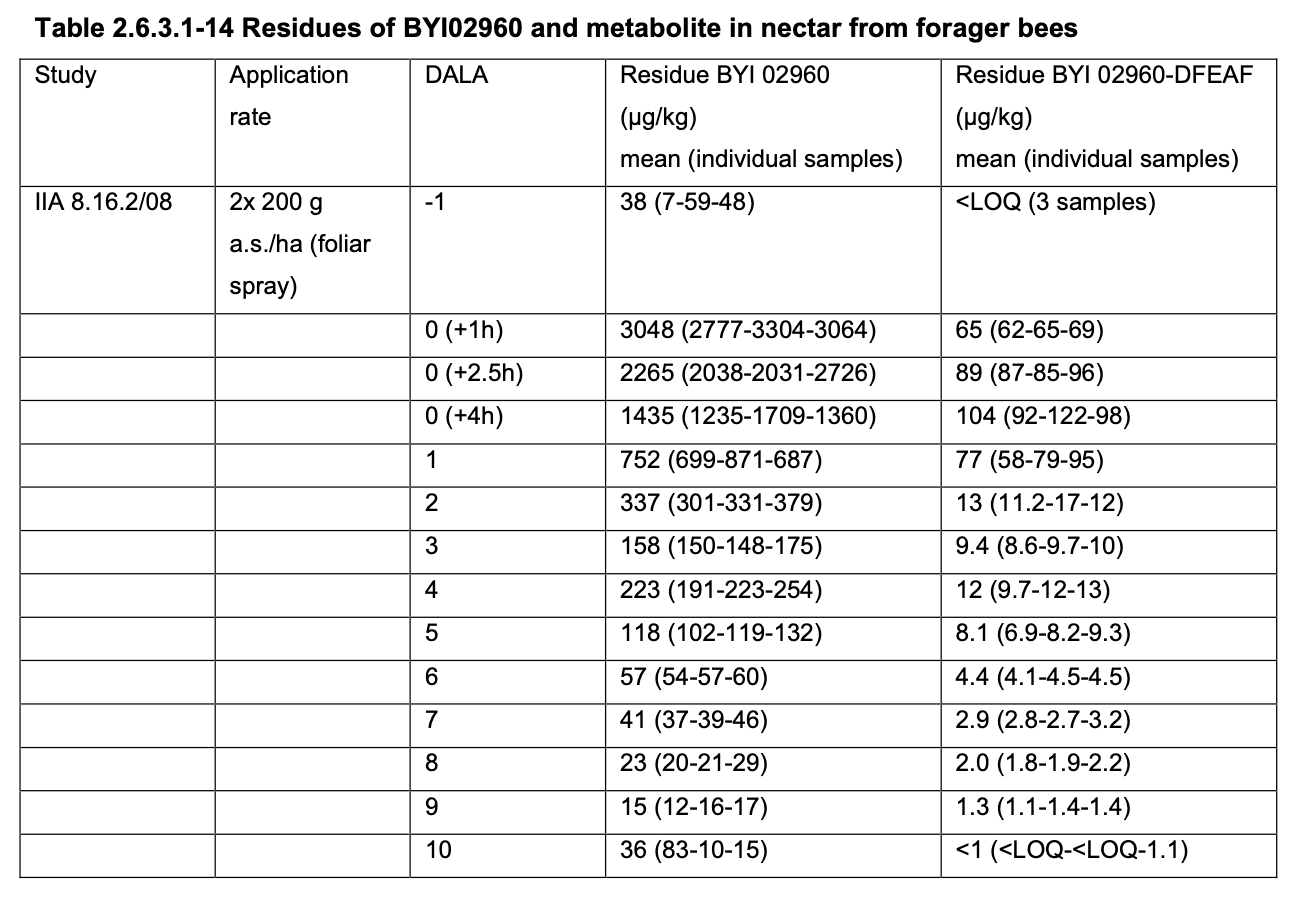 Table 2.6.3.1-14 Residues of BYI02960 and metabolite in nectar from forager bees
Study Application rate DALA Residue BYI 02960 (µg/kg) mean (individual samples) Residue BYI 02960-DFEAF (µg/kg) mean (individual samples)
IIA 8.16.2/08 2x 200 g a.s./ha (foliar spray) -1 38 (7-59-48) <LOQ (3 samples)
0 (+1h) 3048 (2777-3304-3064) 65 (62-65-69)
0 (+2.5h) 2265 (2038-2031-2726) 89 (87-85-96)
0 (+4h) 1435 (1235-1709-1360) 104 (92-122-98)
1 752 (699-871-687) 77 (58-79-95)
2 337 (301-331-379) 13 (11.2-17-12)
3 158 (150-148-175) 9.4 (8.6-9.7-10)
4 223 (191-223-254) 12 (9.7-12-13)
5 118 (102-119-132) 8.1 (6.9-8.2-9.3)
6 57 (54-57-60) 4.4 (4.1-4.5-4.5)
7 41 (37-39-46) 2.9 (2.8-2.7-3.2)
8 23 (20-21-29) 2.0 (1.8-1.9-2.2)
9 15 (12-16-17) 1.3 (1.1-1.4-1.4)
10 36 (83-10-15) <1 (<LOQ-<LOQ-1.1)